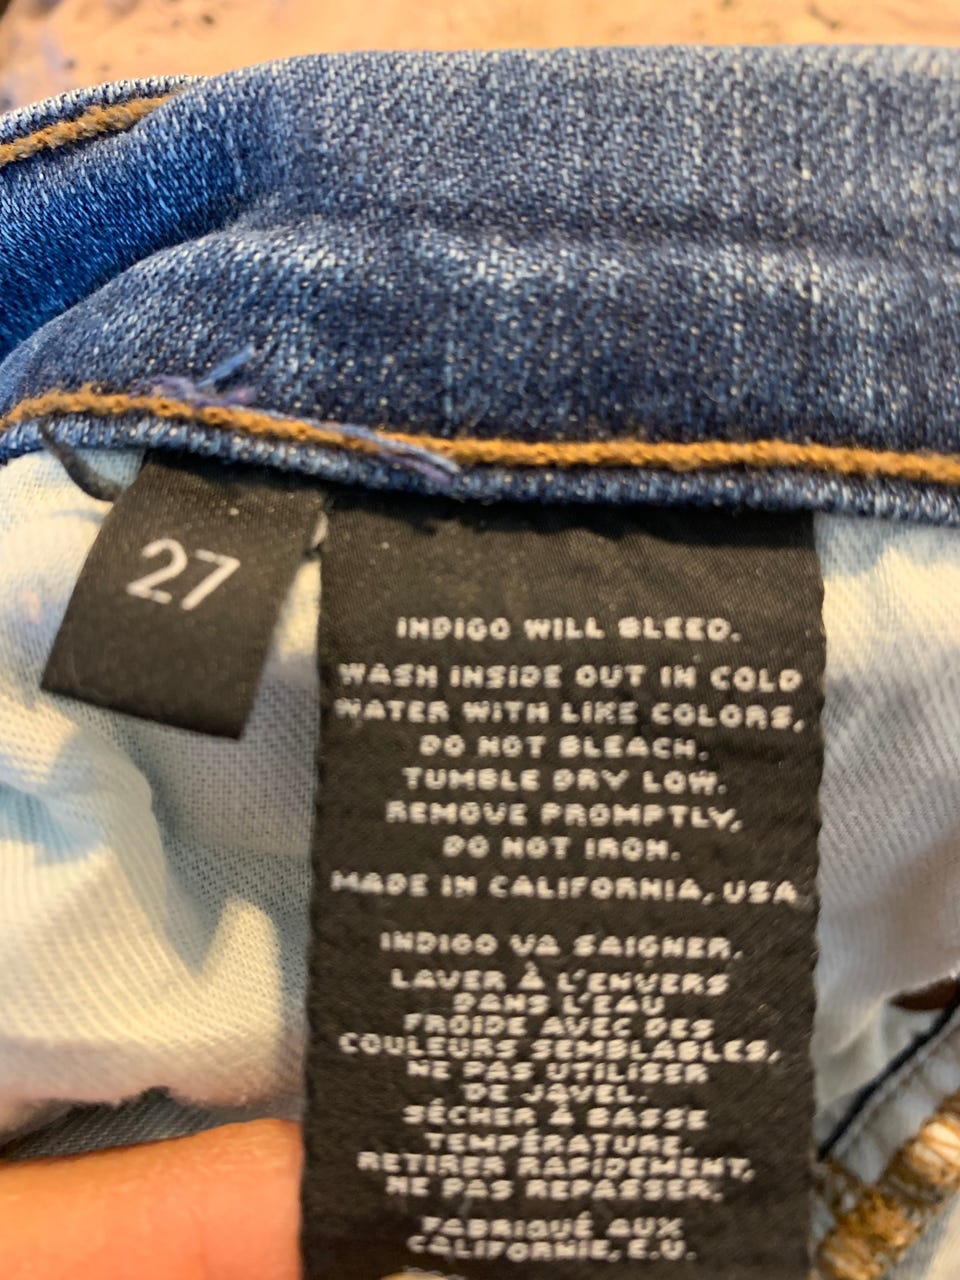 27
INDIGO WILL BLEED.
WASH INSIDE OUT IN COLD
WATER WITH LIKE COLORS,
DO NOT BLEACH.
TUMBLE DRY LOW.
REMOVE PROMPTLY,
DO NOT IRON.
MADE IN CALIFORNIA, USA
INDIGO VA SAIGNER.
LAVER À L'ENVERS
DANS L'EAU
FROIDE AVEC DES
COULEURS SEMBLABLES,
NE PAS UTILISER
DE JAVEL.
SÉCHER À BASSE
TEMPÉRATURE.
RETIRER RAPIDEMENT,
NE PAS REPASSER.
FABRIQUÉ AUX
CALIFORNIE, E.U.